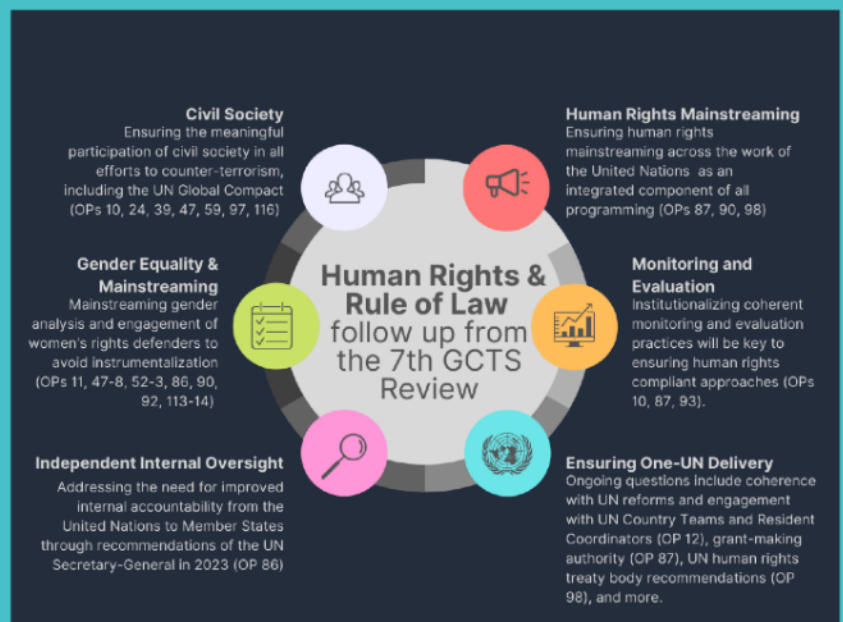 Civil Society
Ensuring the meaningful
participation of civil society in all
efforts to counter-terrorism,
including the UN Global Compact
(OPs 10, 24, 39, 47, 59, 97, 116)
Human Rights Mainstreaming
Ensuring human rights
mainstreaming across the work of
the United Nations as an
integrated component of all
programming (OPs 87, 90, 98)
Gender Equality &
Mainstreaming
Mainstreaming gender
analysis and engagement of
women's rights defenders to
avoid instrumentalization
(OPs 11, 47-8, 52-3, 86, 90,
92, 113-14)
Human Rights &
Rule of Law
follow up from
the 7th GCTS
Review
Monitoring and
Evaluation
Institutionalizing coherent
monitoring and evaluation
practices will be key to
ensuring human rights
compliant approaches (OPs
10, 87, 93).
Independent Internal Oversight
Addressing the need for improved
internal accountability from the
United Nations to Member States
through recommendations of the UN
Secretary-General in 2023 (OP 86)
Ensuring One-UN Delivery
Ongoing questions include coherence
with UN reforms and engagement
with UN Country Teams and Resident
Coordinators (OP 12), grant-making
authority (OP 87), UN human rights
treaty body recommendations (OP
98), and more.